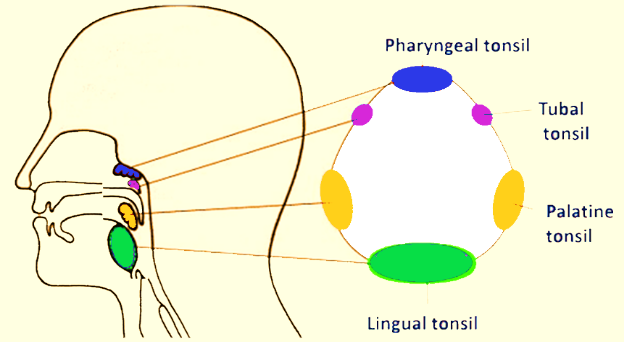 Pharyngeal tonsil
Tubal
tonsil
Palatine
tonsil
Lingual tonsil